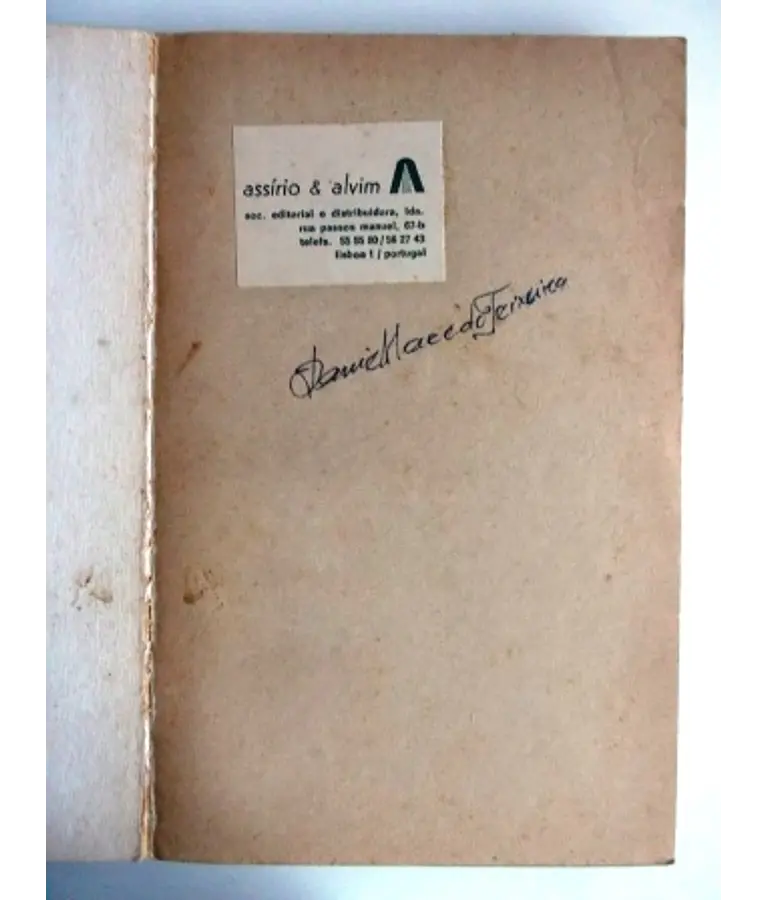 assírio & alvim
soc. editorial e distribuidora, lda.
rua passos manuel, 67-b
telefs. 55 55 80 / 56 27 43
lisboa 1 / portugal
Daniel Macedo Teixeira